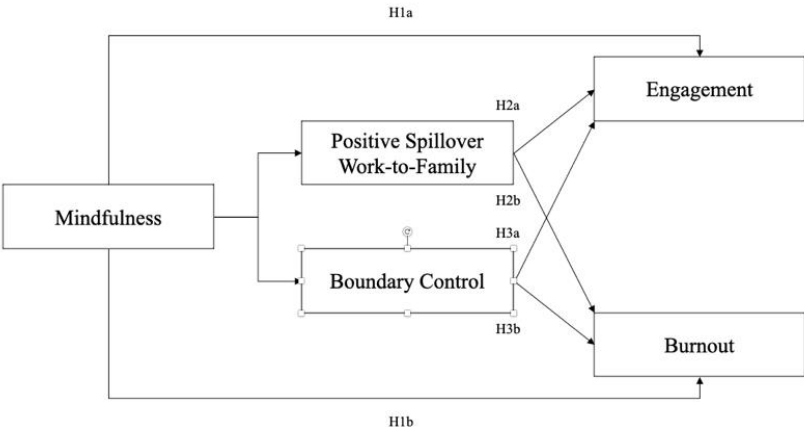 H1a
Engagement
H2a
Positive Spillover
Work-to-Family
Mindfulness
H2b
H3a
Boundary Control
H3b
Burnout
H1b